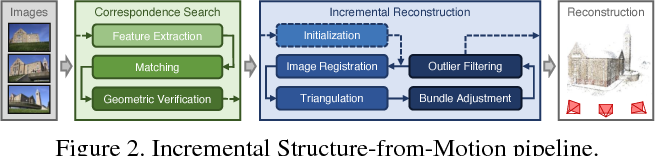 Images
Correspondence Search
Incremental Reconstruction
Reconstruction
Feature Extraction
Matching
Geometric Verification
Initialization
Image Registration
Outlier Filtering
Triangulation
Bundle Adjustment
Figure 2. Incremental Structure-from-Motion pipeline.